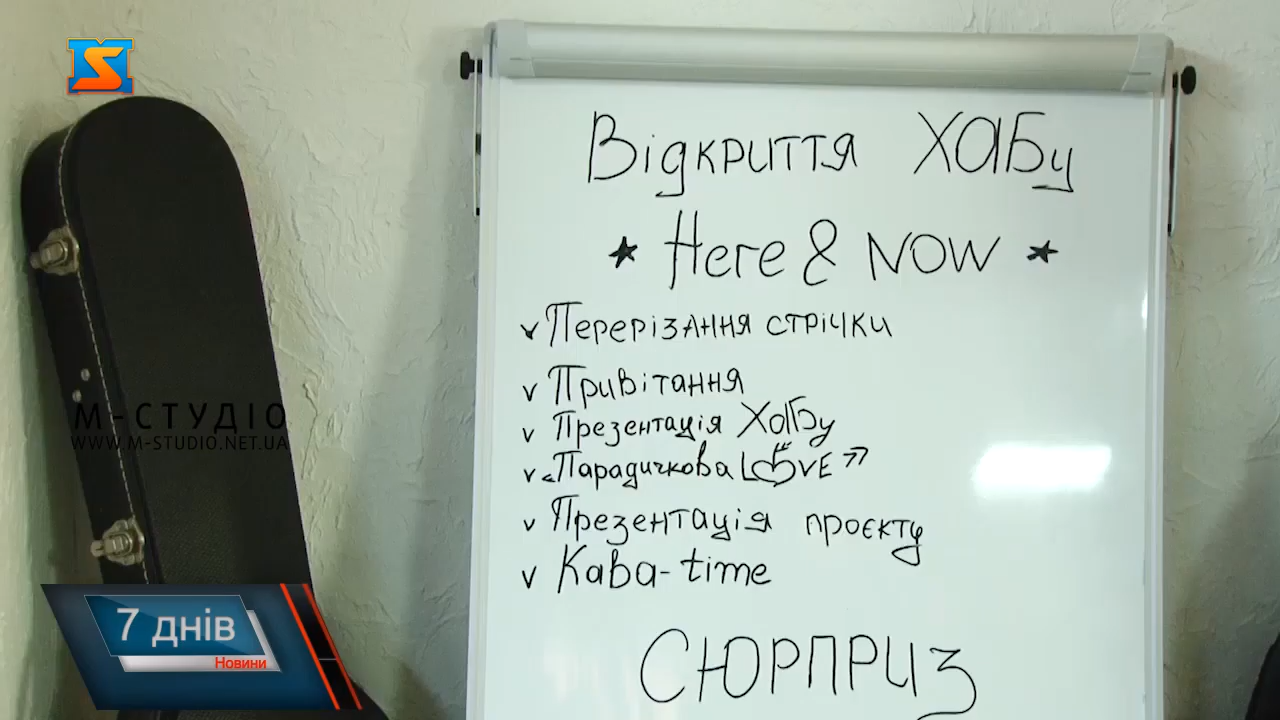 Відкриття ХАБу
★ Here & NOW ★
v Перерізання стрічки
v Привітання
v Презентація Хабу
v «Парадичкова LOVE»
v Презентація проєкту
v Кава-time
СЮРПРИЗ
М-СТУДІО
WWW.M-STUDIO.NET.UA
7 днів
Новини